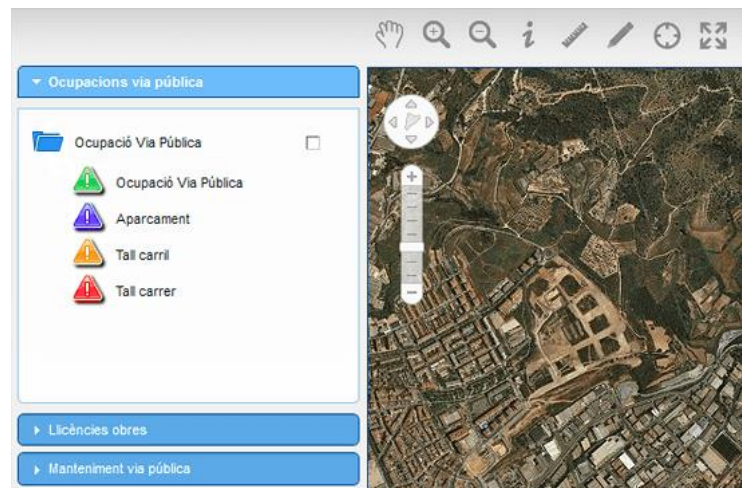 Ocupacions via pública
Ocupació Via Pública
Ocupació Via Pública
Aparcament
Tall carril
Tall carrer
Llicències obres
Manteniment via pública